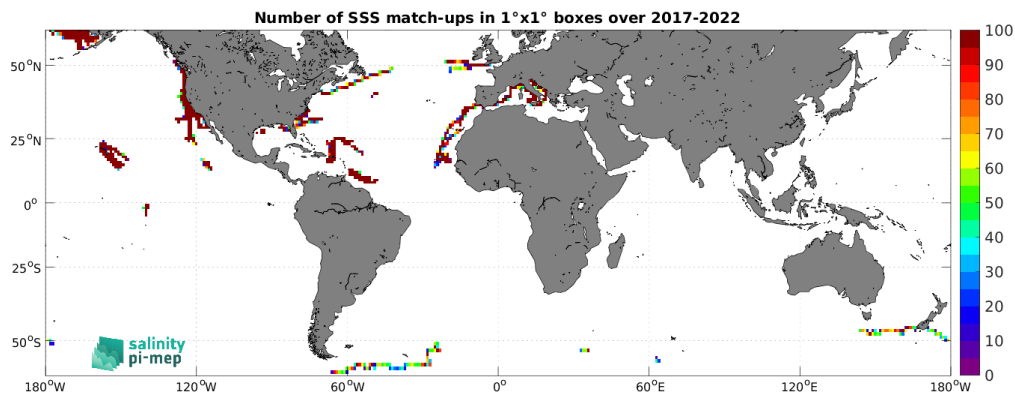 Number of SSS match-ups in 1°x1° boxes over 2017-2022
50°N
25°N
0°
25°S
50°S
180°W
120°W
60°W
0°
60°E
120°E
180°W
100
90
80
70
60
50
40
30
20
10
0
salinity
pi-mep